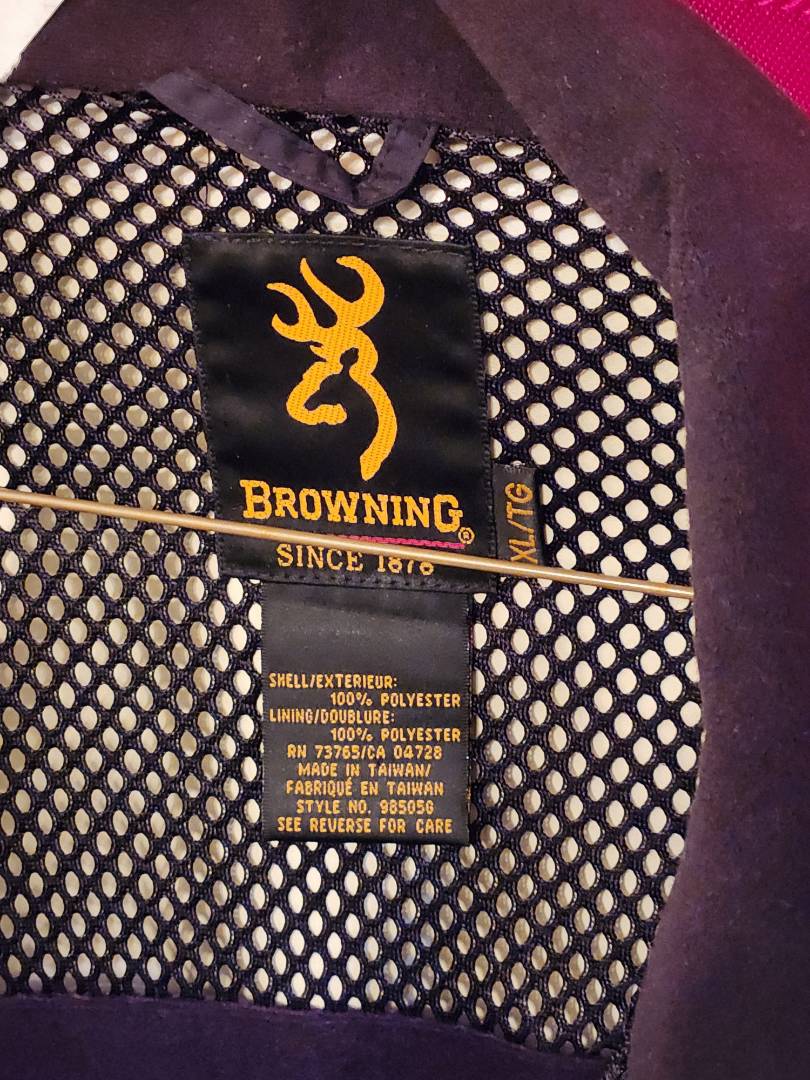 BROWNING®
SINCE 1878
XL/TG
SHELL/EXTERIEUR:
100% POLYESTER
LINING/DOUBLURE:
100% POLYESTER
RN 73765/CA 04728
MADE IN TAIWAN/
FABRIQUÉ EN TAIWAN
STYLE NO. 98505G
SEE REVERSE FOR CARE